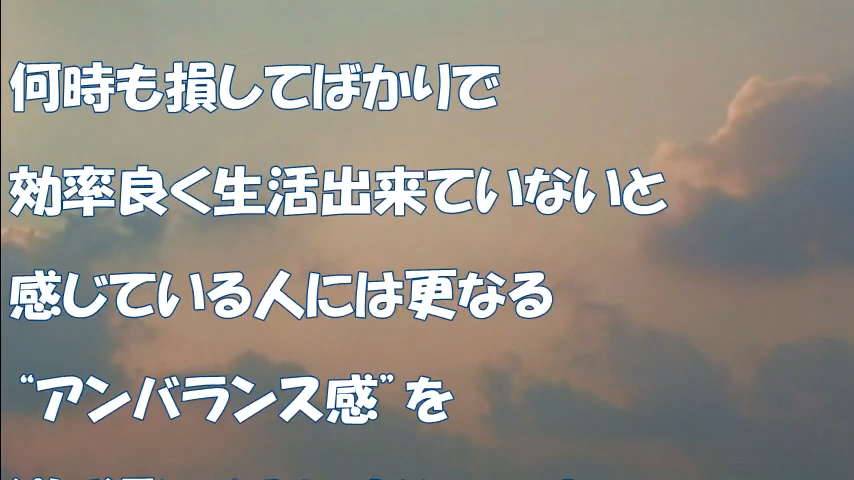 何時も損してばかりで
効率良く生活出来ていないと
感じている人には更なる
“アンバランス感”を